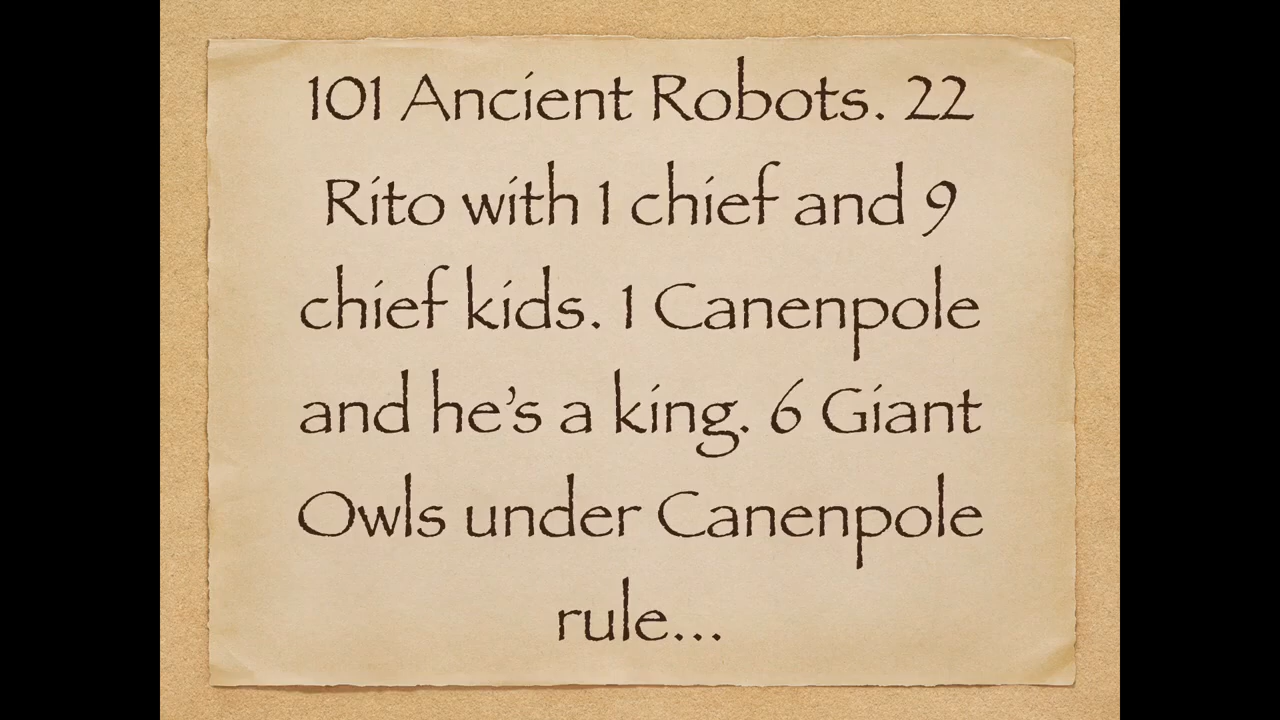 101 Ancient Robots. 22
Rito with 1 chief and 9
chief kids. 1 Canenpole
and he's a king. 6 Giant
Owls under Canenpole
rule...